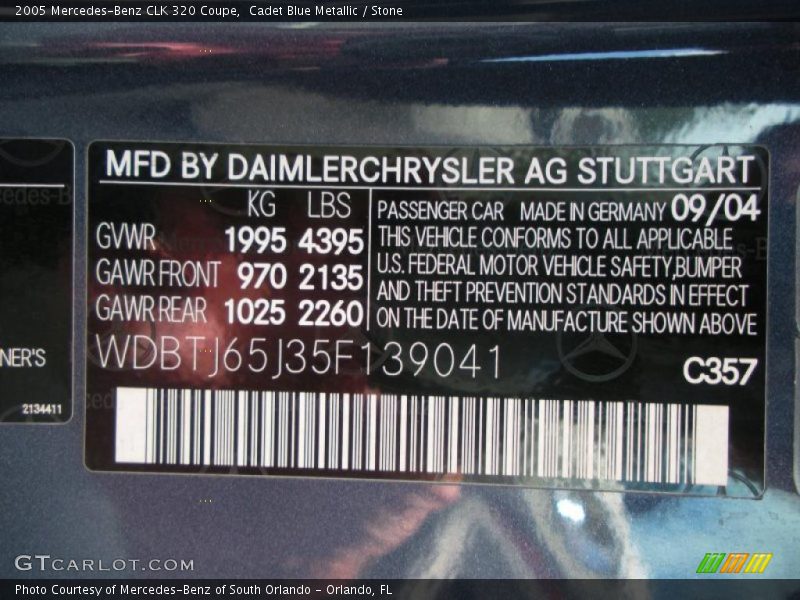 2005 Mercedes-Benz CLK 320 Coupe, Cadet Blue Metallic / Stone
MFD BY DAIMLERCHRYSLER AG STUTTGART
KG LBS
GVWR 1995 4395
GAWR FRONT 970 2135
GAWR REAR 1025 2260
PASSENGER CAR MADE IN GERMANY 09/04
THIS VEHICLE CONFORMS TO ALL APPLICABLE
U.S. FEDERAL MOTOR VEHICLE SAFETY,BUMPER
AND THEFT PREVENTION STANDARDS IN EFFECT
ON THE DATE OF MANUFACTURE SHOWN ABOVE
WDBTJ65J35F139041
C357
NER'S
2134411
GTCARLOT.COM
Photo Courtesy of Mercedes-Benz of South Orlando - Orlando, FL